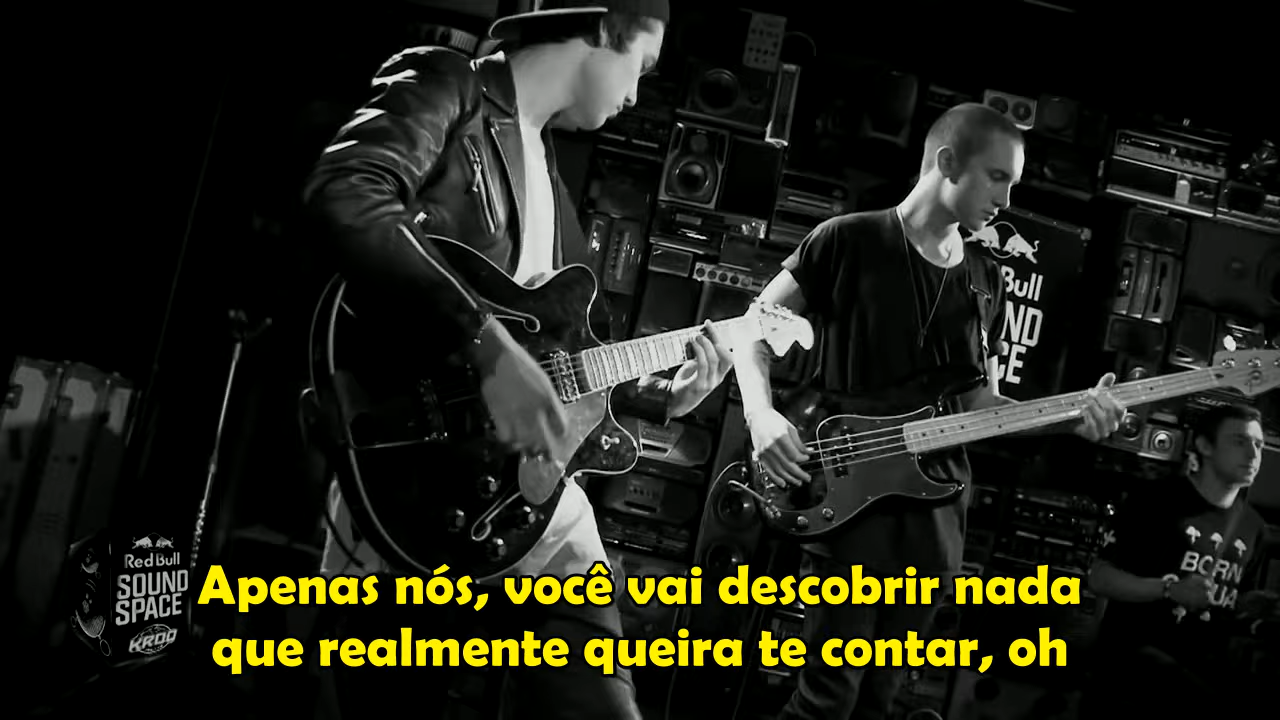 Bull
ND
CE
Red Bull
SOUND
SPACE
KROQ
BORN
Apenas nós, você vai descobrir nada
que realmente queira te contar, oh